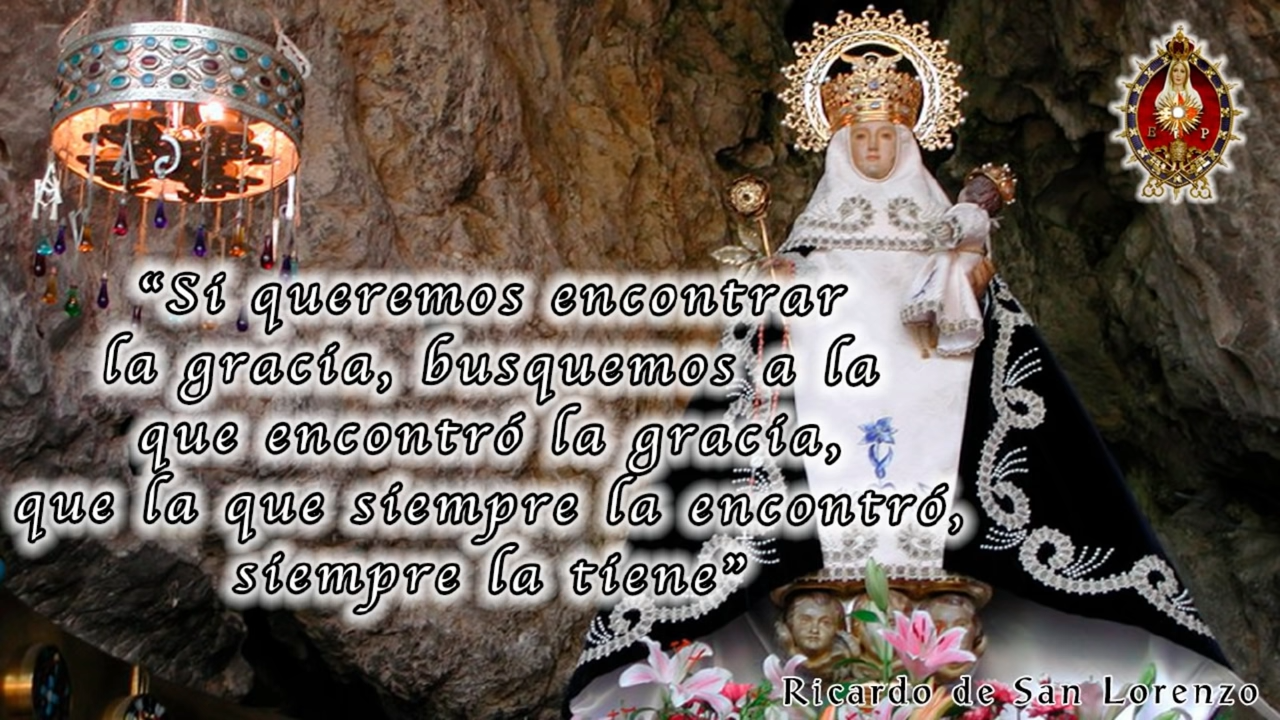 “Si queremos encontrar
la gracia, busquemos a la
que encontró la gracia,
que la que siempre la encontró,
siempre la tiene”
Ricardo de San Lorenzo
E P